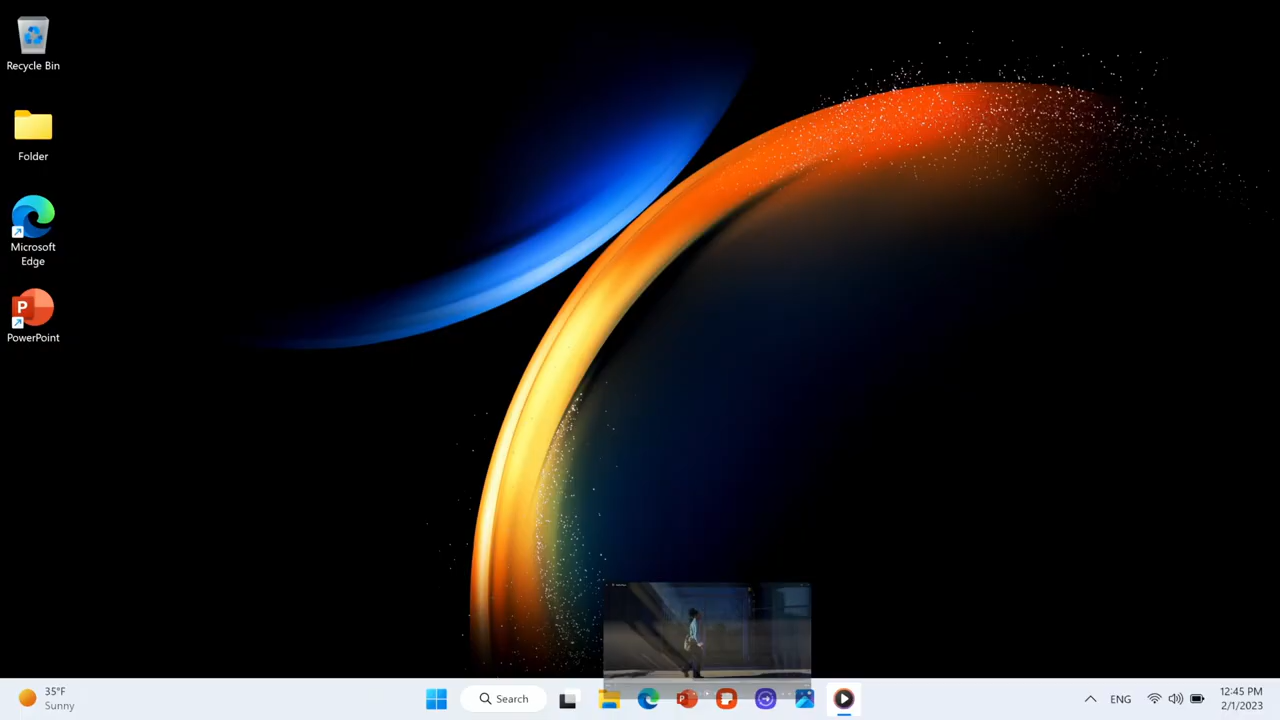 Recycle Bin
Folder
Microsoft
Edge
P
PowerPoint
35°F
Sunny
Search
P
ENG
12:45 PM
2/1/2023